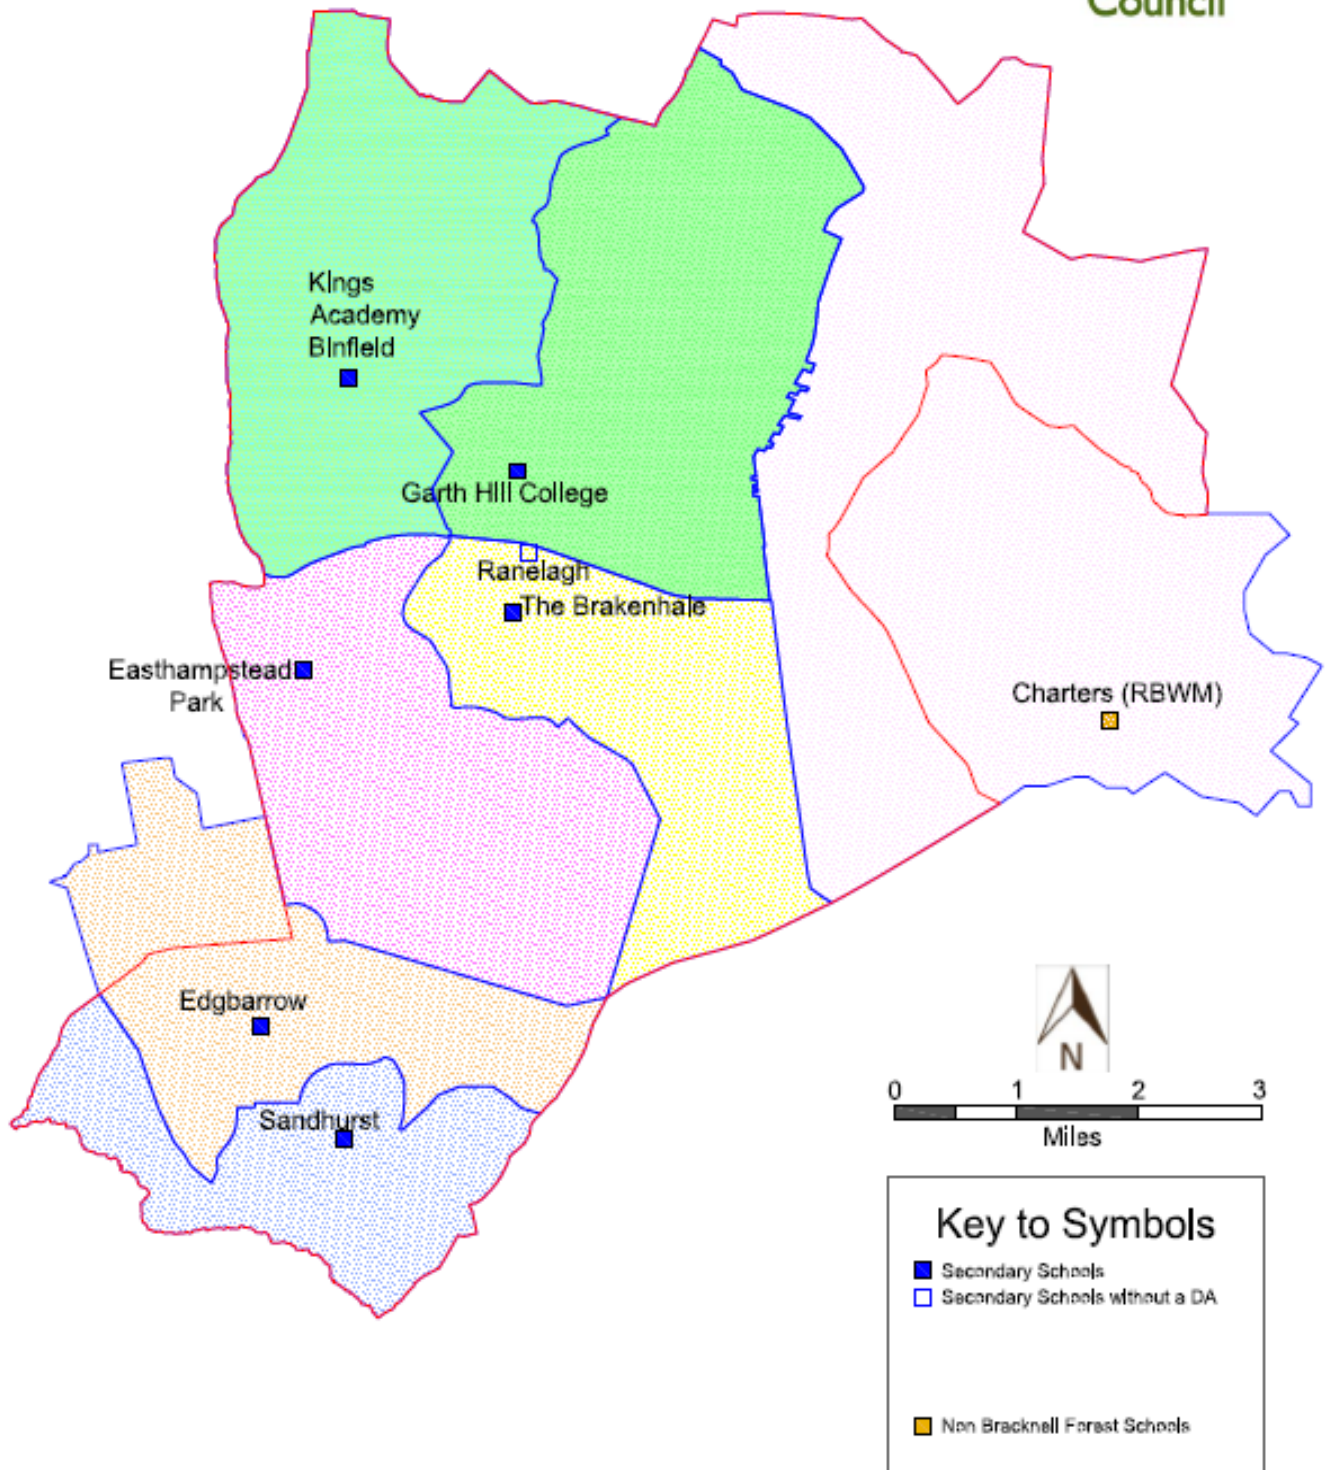 Council
Kings
Academy
Binfield
Garth Hill College
Ranelagh
The Brakenhale
Easthampstead
Park
Charters (RBWM)
Edgbarrow
Sandhurst
N
0 1 2 3
Miles
Key to Symbols
Secondary Schools
Secondary Schools without a DA
Non Bracknell Forest Schools